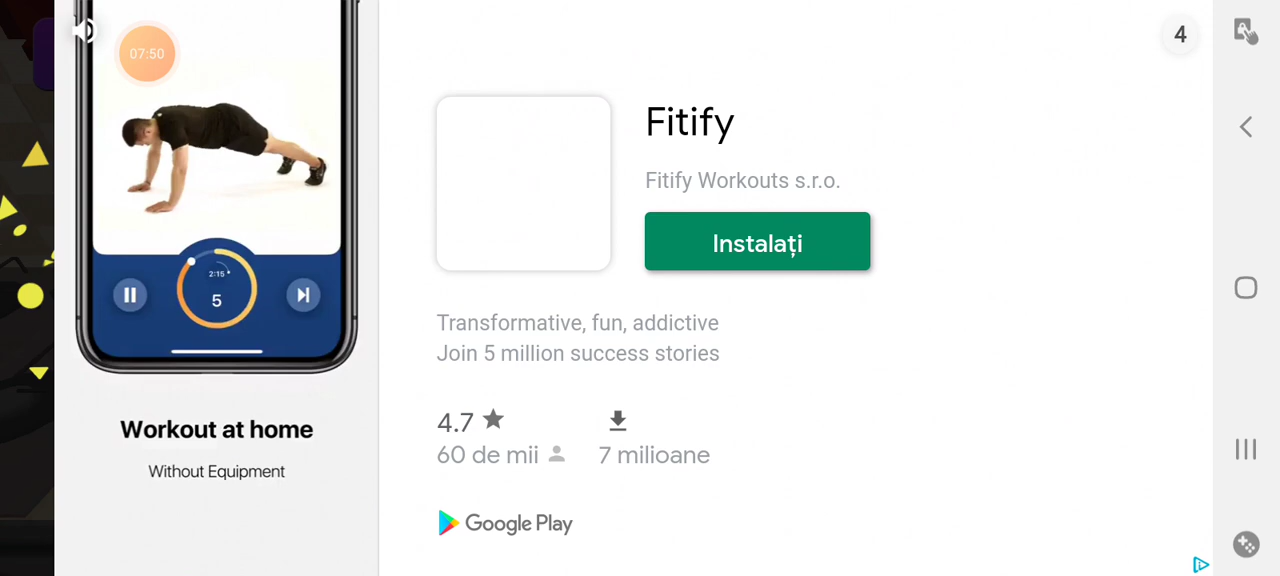 07:50
2:15
5
Workout at home
Without Equipment
4
Fitify
Fitify Workouts s.r.o.
Instalați
Transformative, fun, addictive
Join 5 million success stories
4.7
60 de mii
7 milioane
Google Play